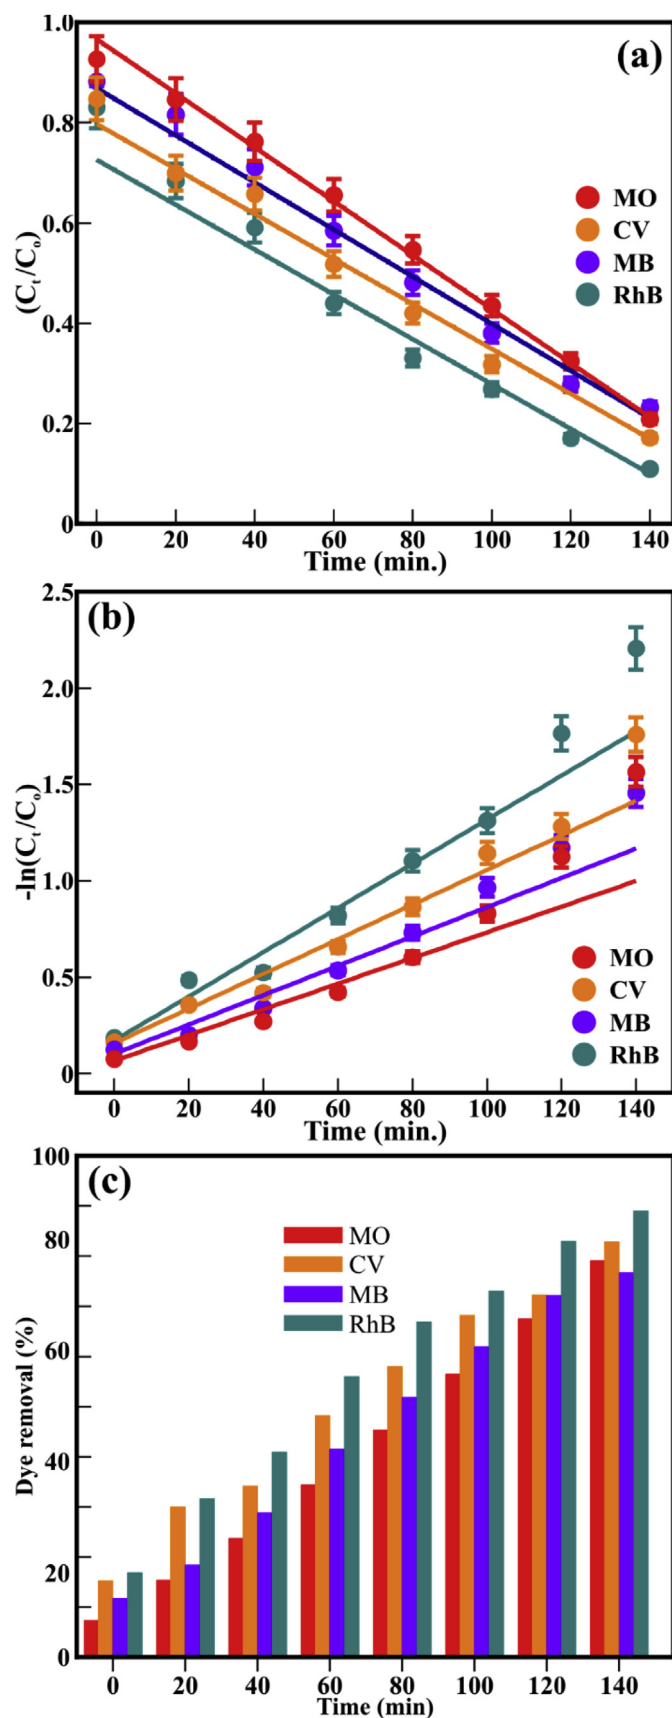 (a)
(Ct/Co)
1.0
0.8
0.6
0.4
0.2
0
MO
CV
MB
RhB
0 20 40 60 80 100 120 140
Time (min.)
(b)
-ln(Ct/Co)
2.5
2.0
1.5
1.0
0.5
0
MO
CV
MB
RhB
0 20 40 60 80 100 120 140
Time (min.)
(c)
Dye removal (%)
100
80
60
40
20
0
MO
CV
MB
RhB
0 20 40 60 80 100 120 140
Time (min)